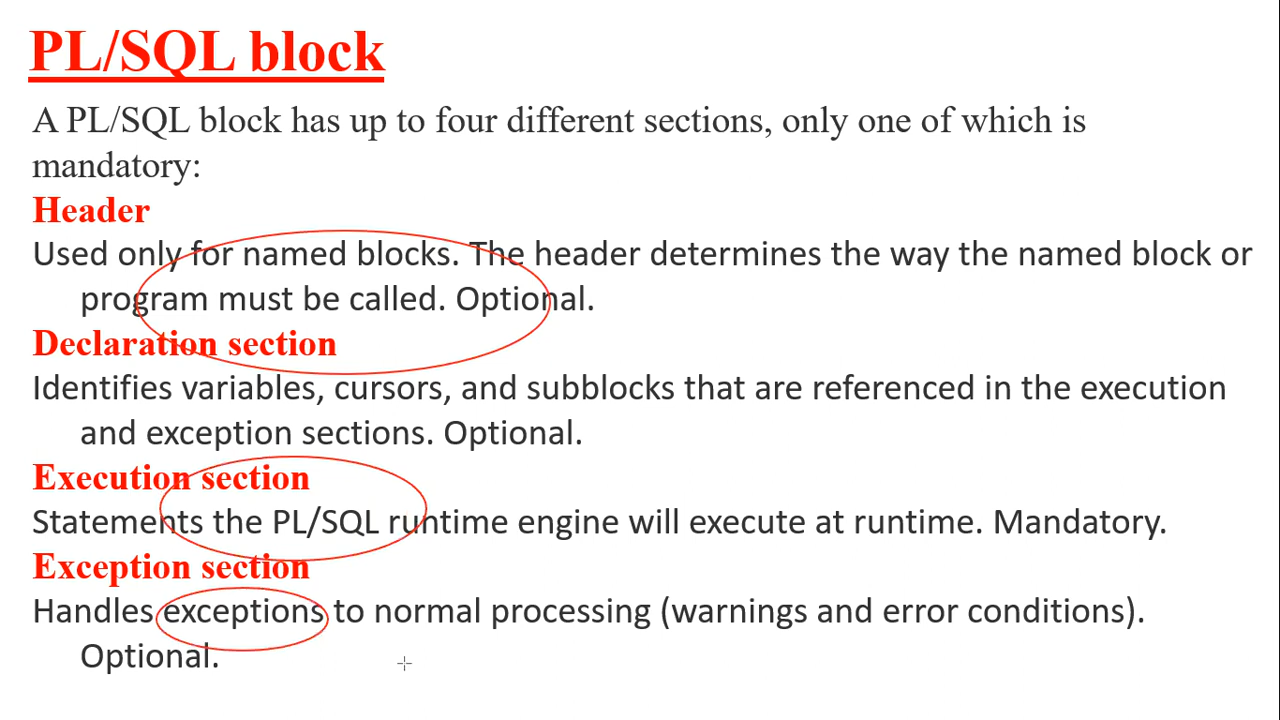 PL/SQL block
A PL/SQL block has up to four different sections, only one of which is
mandatory:
Header
Used only for named blocks. The header determines the way the named block or
program must be called. Optional.
Declaration section
Identifies variables, cursors, and subblocks that are referenced in the execution
and exception sections. Optional.
Execution section
Statements the PL/SQL runtime engine will execute at runtime. Mandatory.
Exception section
Handles exceptions to normal processing (warnings and error conditions).
Optional.